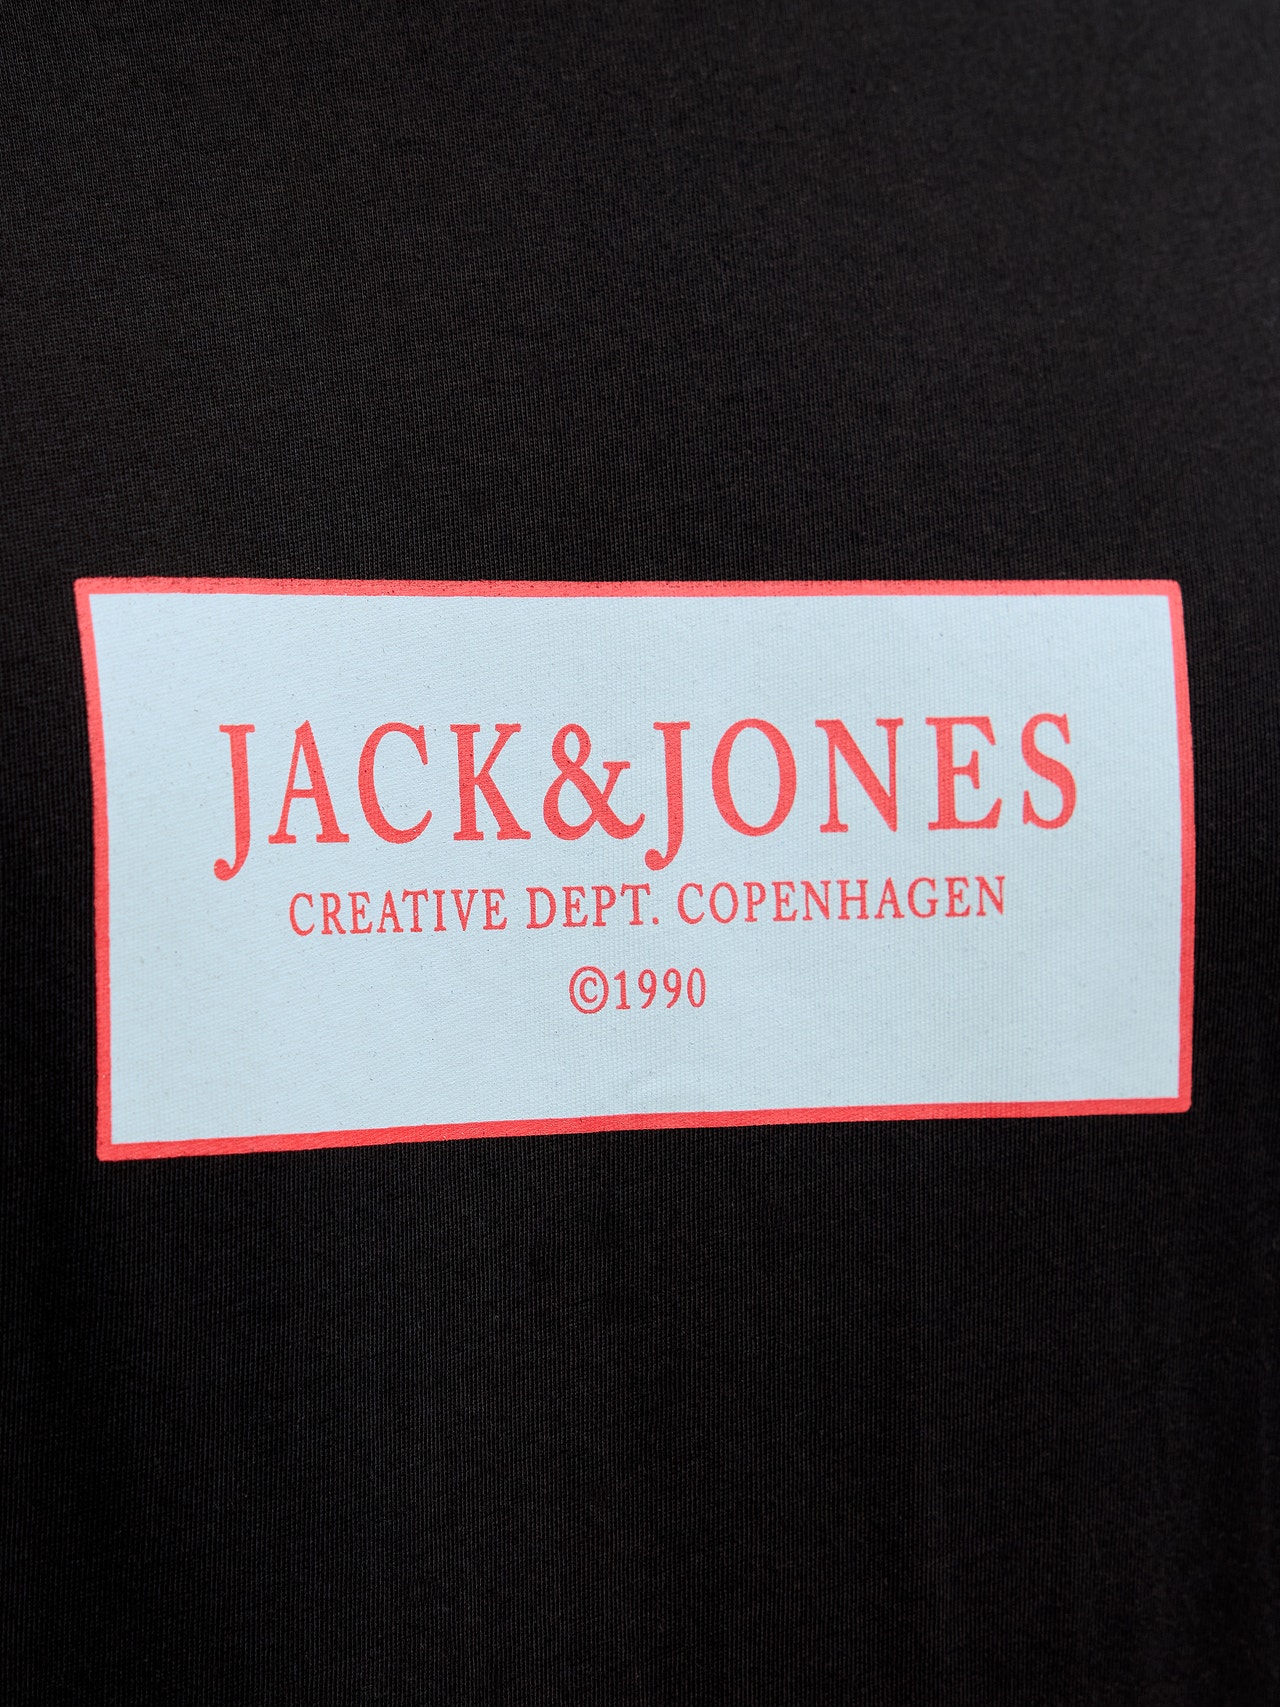 JACK&JONES
CREATIVE DEPT. COPENHAGEN
©1990